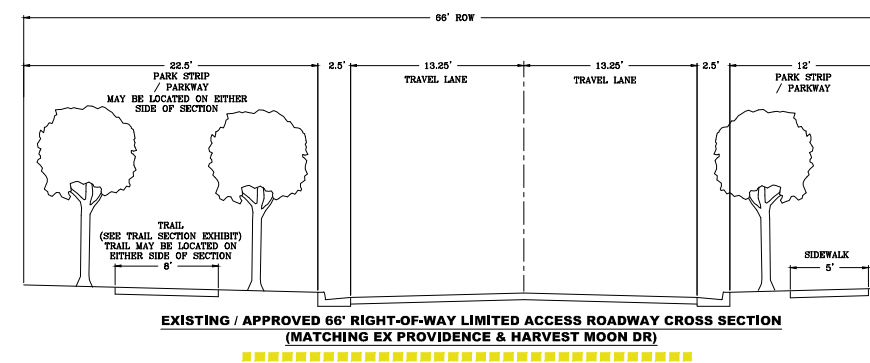 66' ROW
22.5' 2.5' 13.25' 13.25' 2.5' 12'
PARK STRIP
/ PARKWAY
MAY BE LOCATED ON EITHER
SIDE OF SECTION
TRAVEL LANE
TRAVEL LANE
PARK STRIP
/ PARKWAY
TRAIL
(SEE TRAIL SECTION EXHIBIT)
TRAIL MAY BE LOCATED ON
EITHER SIDE OF SECTION
8'
SIDEWALK
5'
EXISTING / APPROVED 66' RIGHT-OF-WAY LIMITED ACCESS ROADWAY CROSS SECTION
(MATCHING EX PROVIDENCE & HARVEST MOON DR)